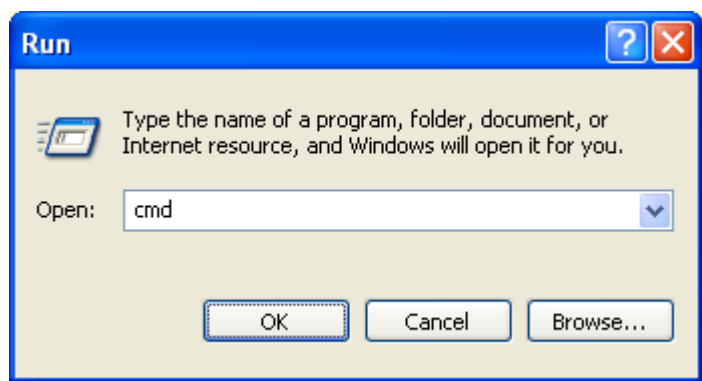 Run
Type the name of a program, folder, document, or
Internet resource, and Windows will open it for you.
Open: cmd
OK Cancel Browse...